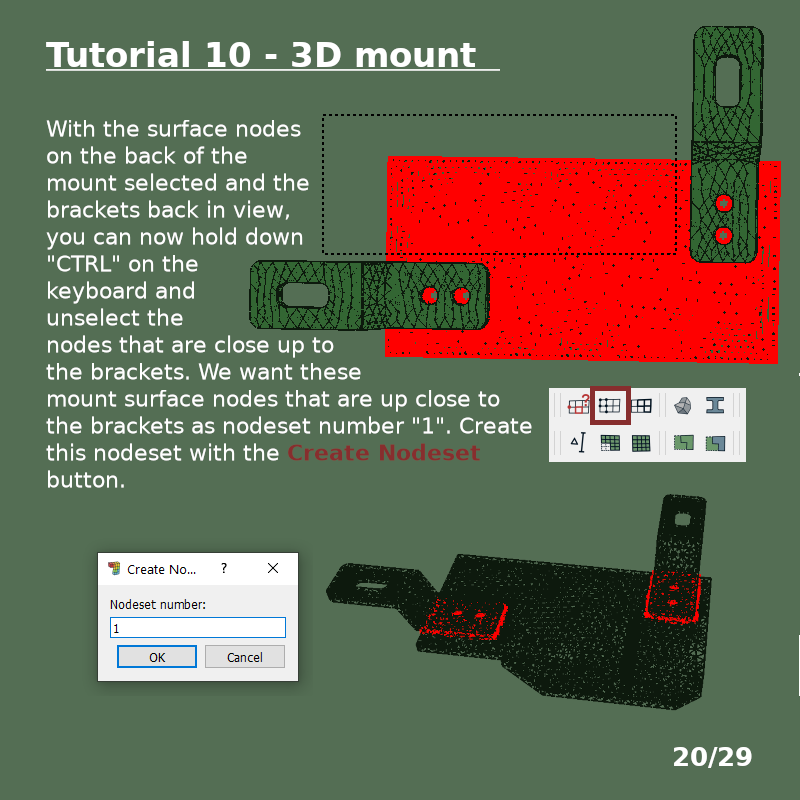 Tutorial 10 - 3D mount
With the surface nodes
on the back of the
mount selected and the
brackets back in view,
you can now hold down
"CTRL" on the
keyboard and
unselect the
nodes that are close up to
the brackets. We want these
mount surface nodes that are up close to
the brackets as nodeset number "1". Create
this nodeset with the Create Nodeset
button.
Create No... ?
Nodeset number:
1
OK Cancel
20/29